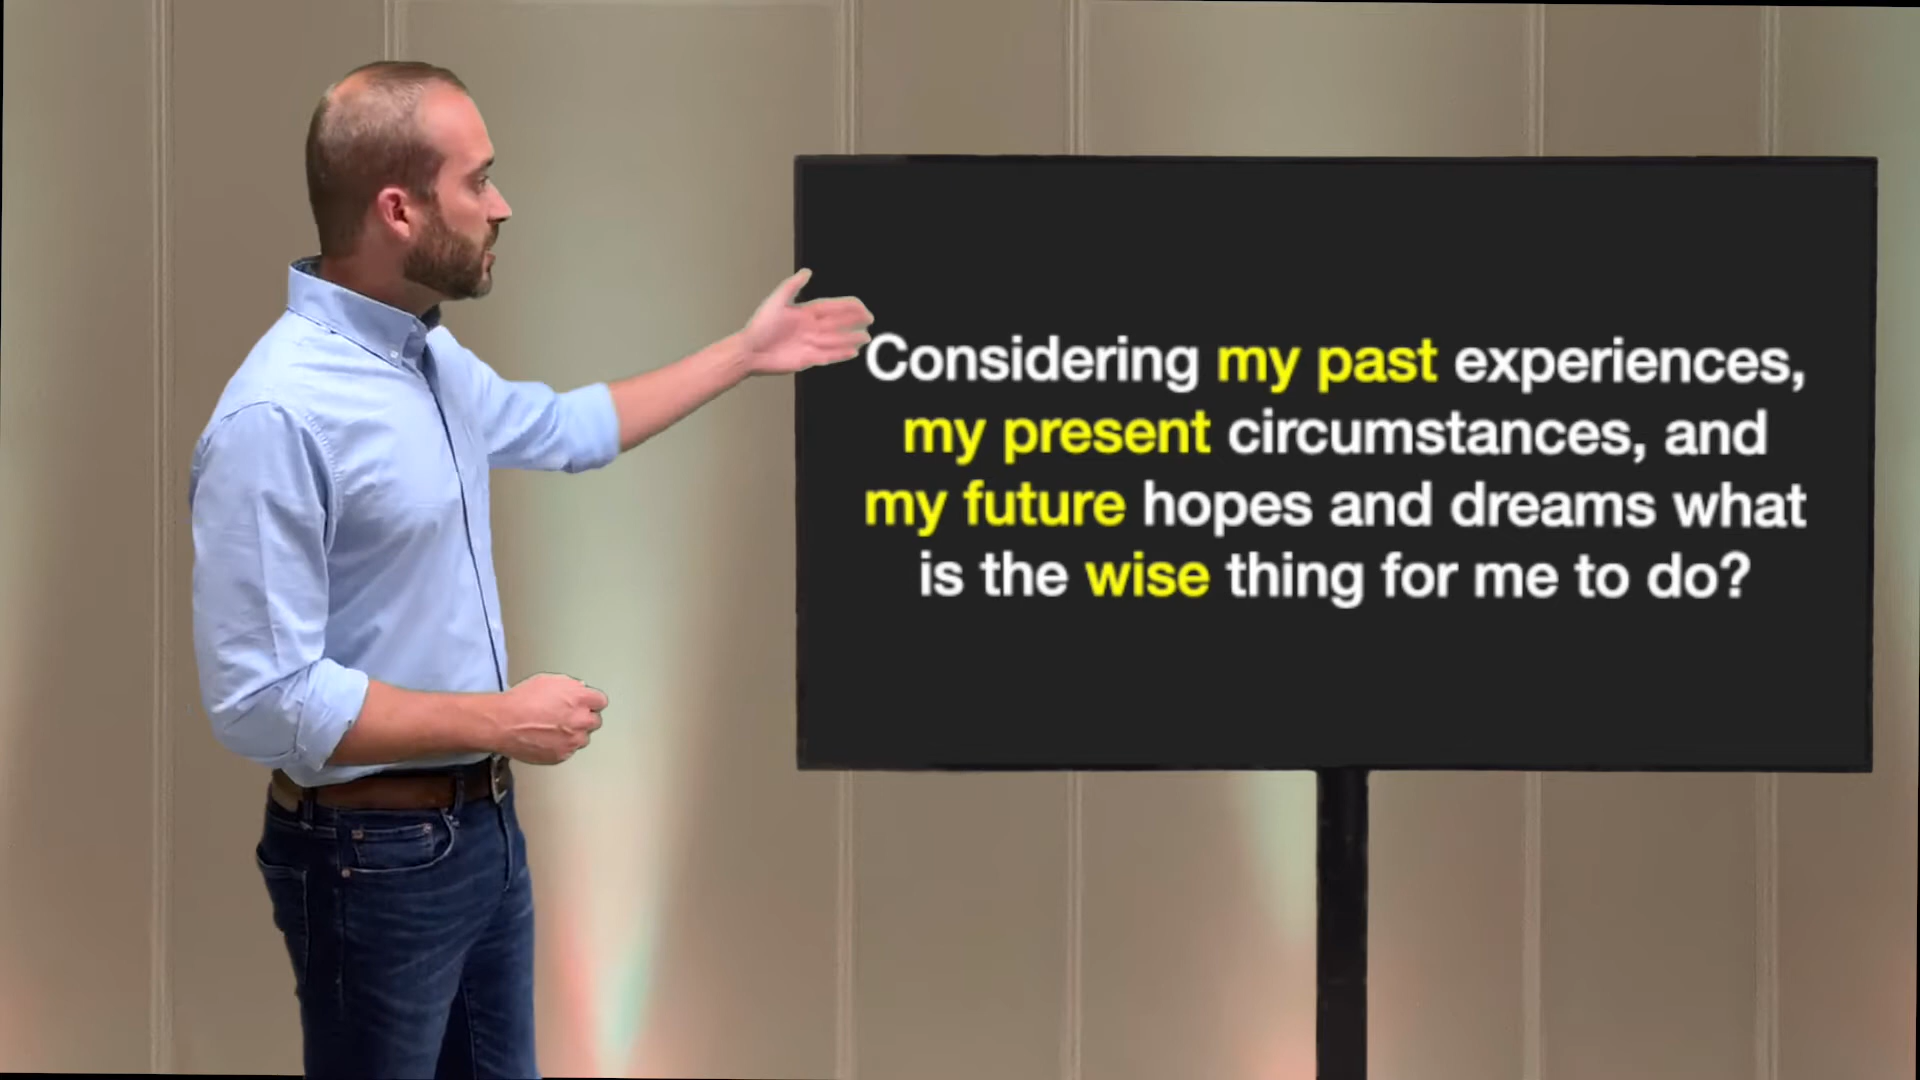 Considering my past experiences,
my present circumstances, and
my future hopes and dreams what
is the wise thing for me to do?